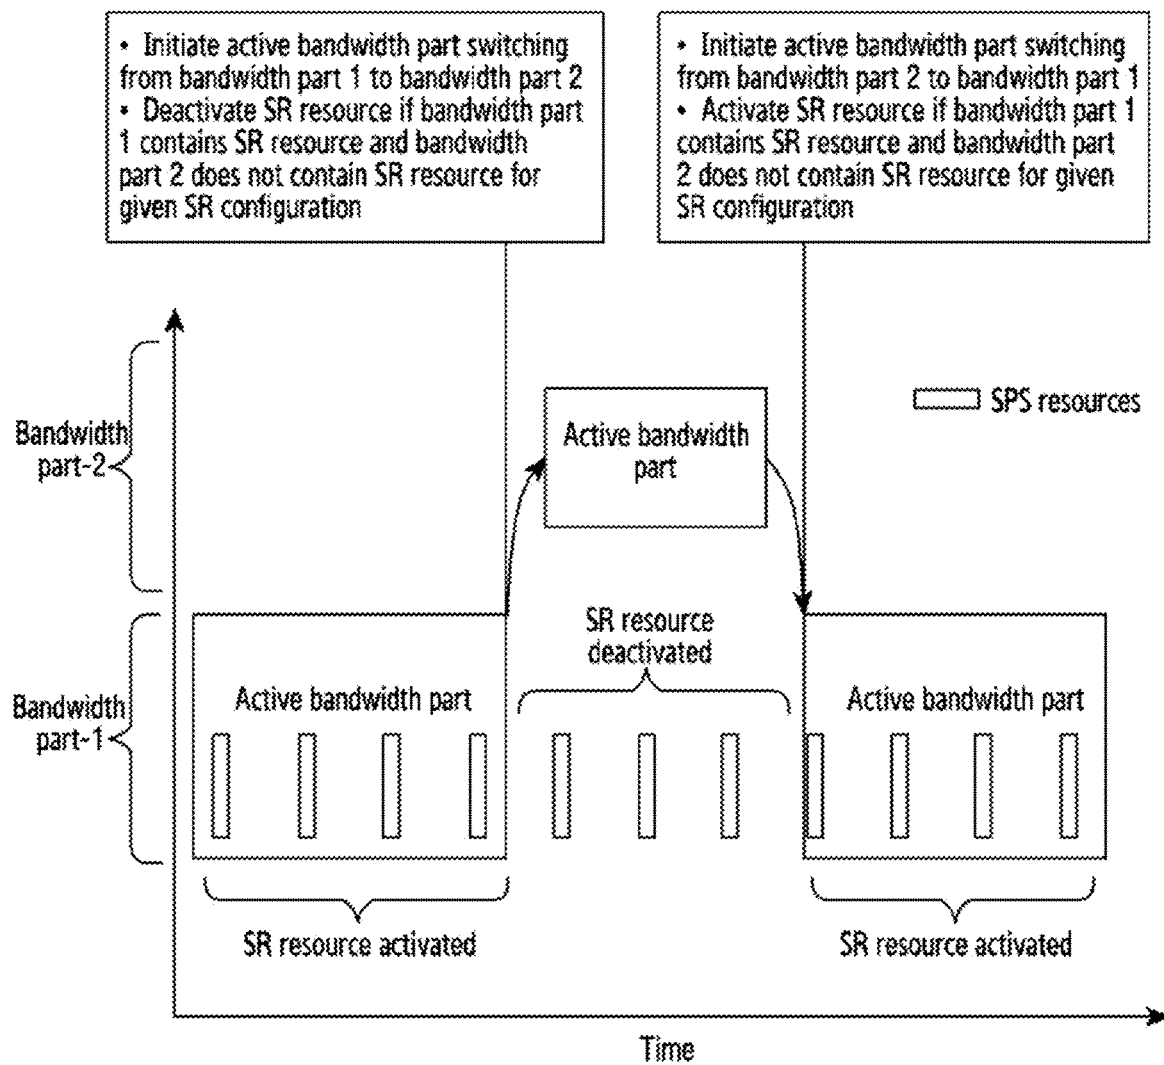 • Initiate active bandwidth part switching
from bandwidth part 1 to bandwidth part 2
• Deactivate SR resource if bandwidth part
1 contains SR resource and bandwidth
part 2 does not contain SR resource for
given SR configuration
• Initiate active bandwidth part switching
from bandwidth part 2 to bandwidth part 1
• Activate SR resource if bandwidth part 1
contains SR resource and bandwidth part
2 does not contain SR resource for given
SR configuration
SPS resources
Bandwidth
part-2
Active bandwidth
part
SR resource
deactivated
Bandwidth
part-1
Active bandwidth part
Active bandwidth part
SR resource activated
SR resource activated
Time